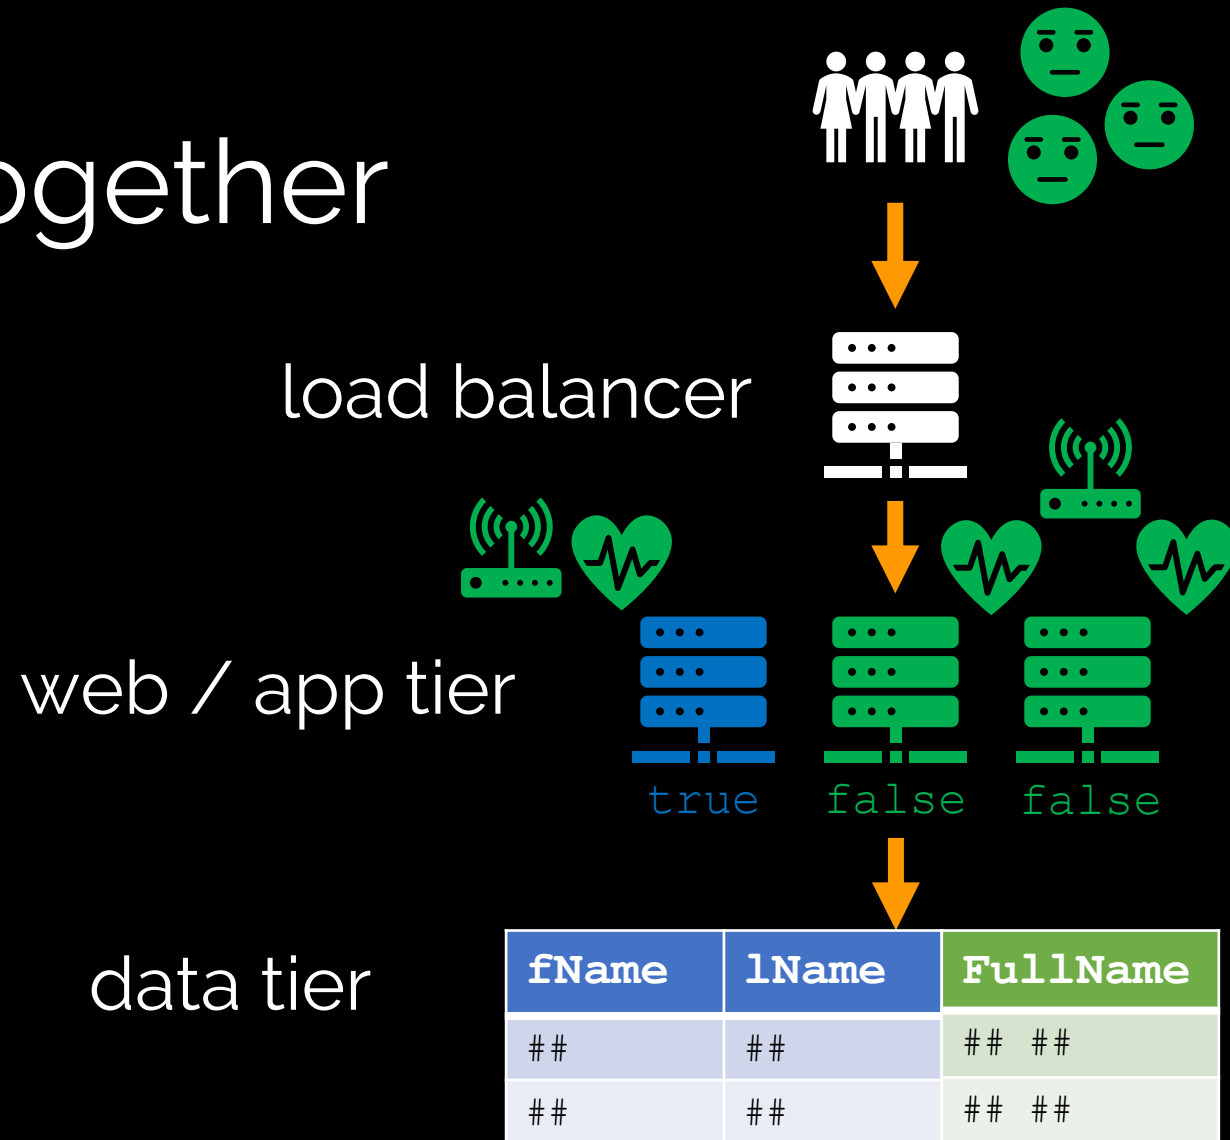 ogether
load balancer
web / app tier
true false false
data tier
fName lName FullName
## ## ## ##
## ## ## ##